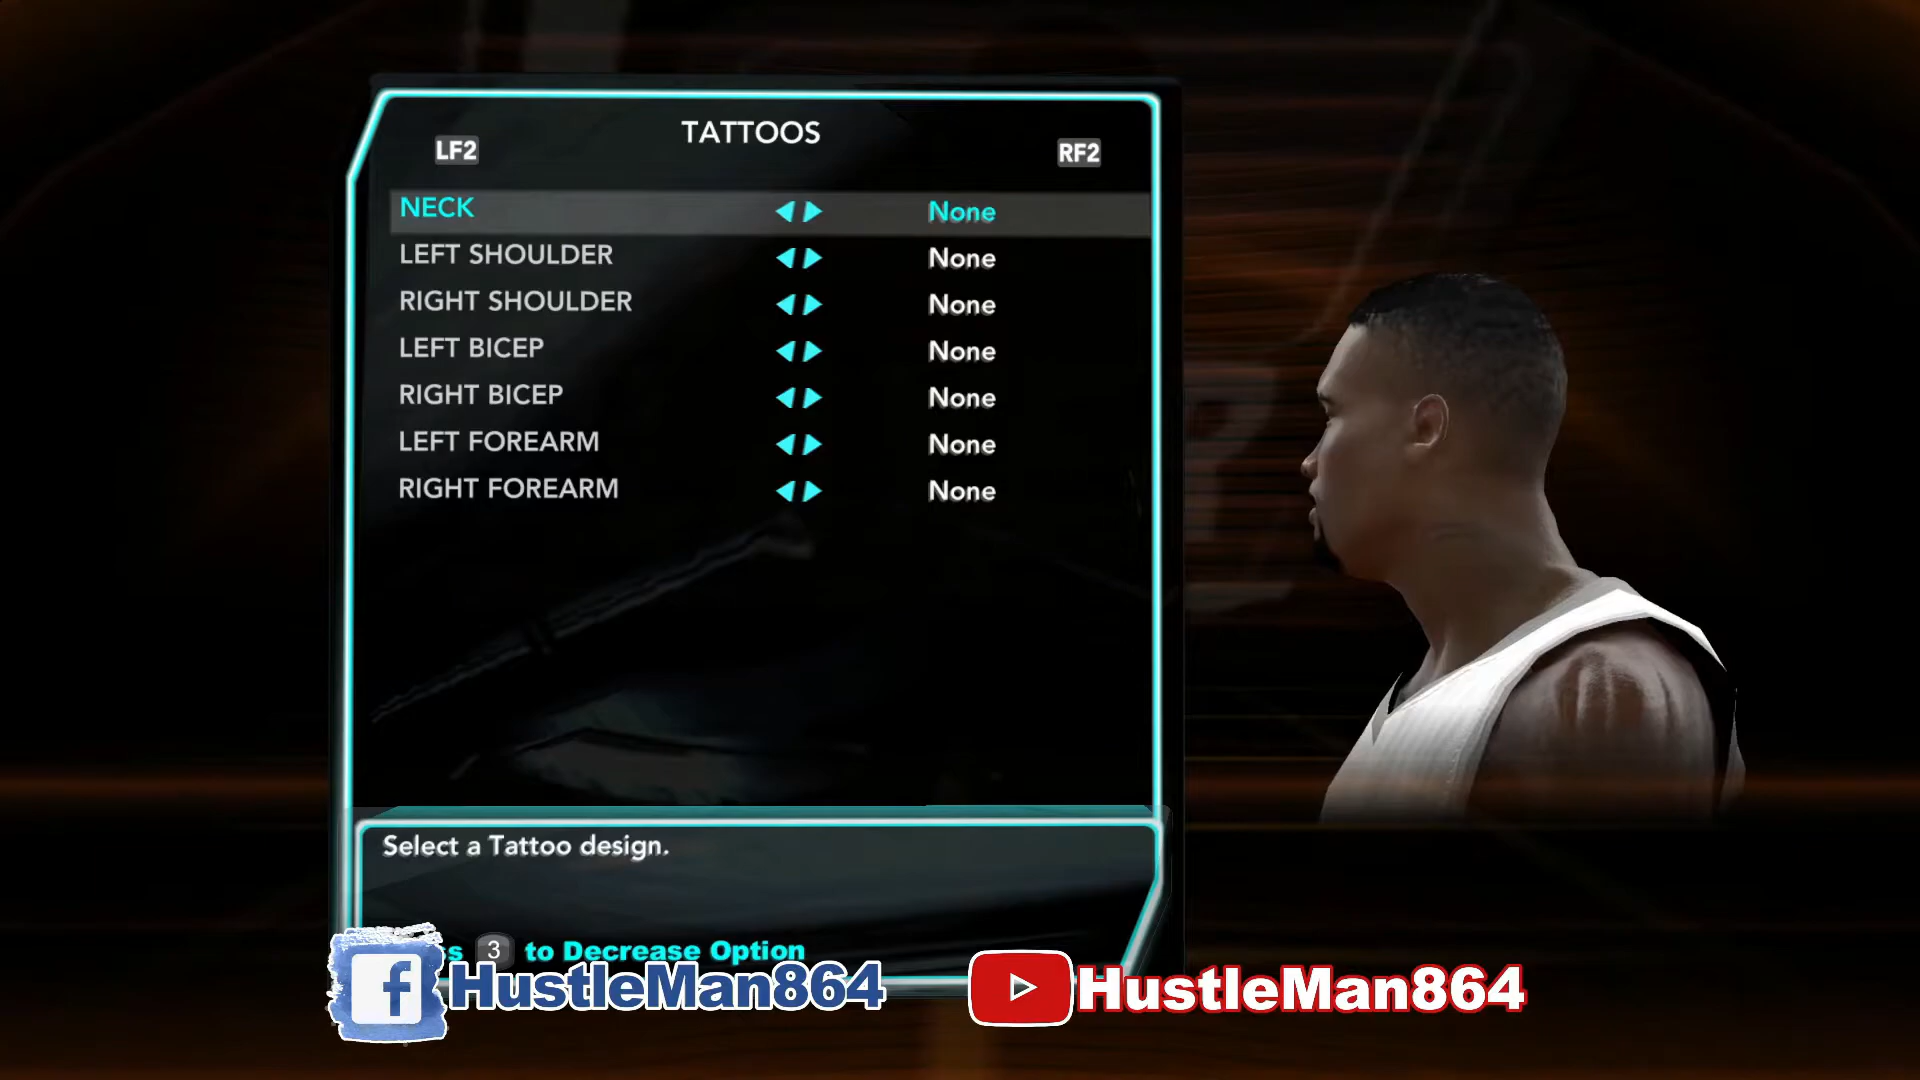 TATTOOS
LF2
RF2
NECK None
LEFT SHOULDER None
RIGHT SHOULDER None
LEFT BICEP None
RIGHT BICEP None
LEFT FOREARM None
RIGHT FOREARM None
Select a Tattoo design.
3 to Decrease Option
HustleMan864
HustleMan864